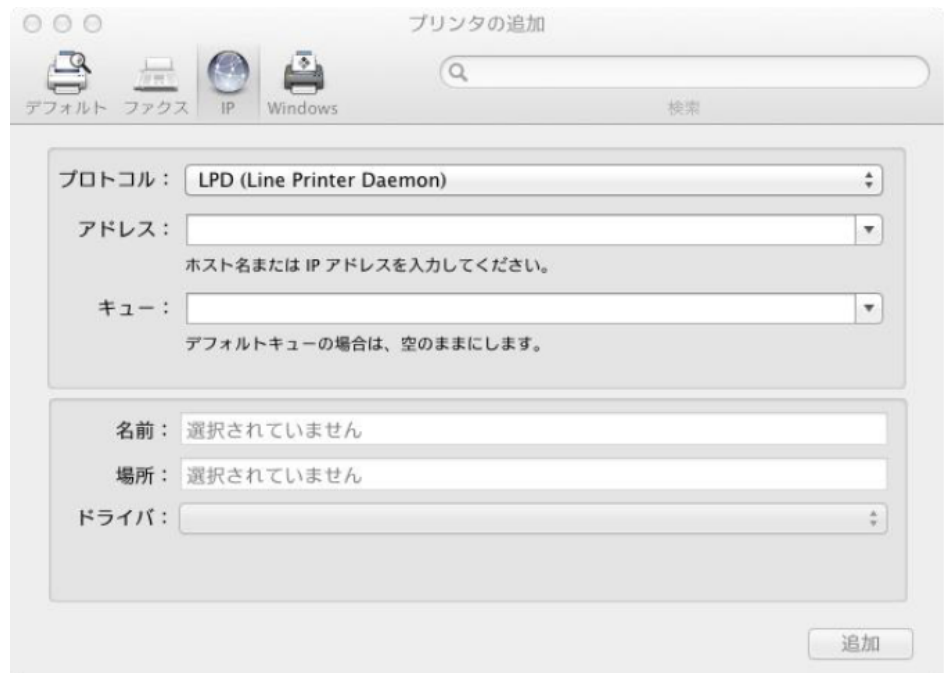 プリンタの追加
デフォルト ファクス IP Windows
検索
プロトコル： LPD (Line Printer Daemon)
アドレス：
ホスト名または IP アドレスを入力してください。
キュー：
デフォルトキューの場合は、空のままにします。
名前： 選択されていません
場所： 選択されていません
ドライバ：
追加